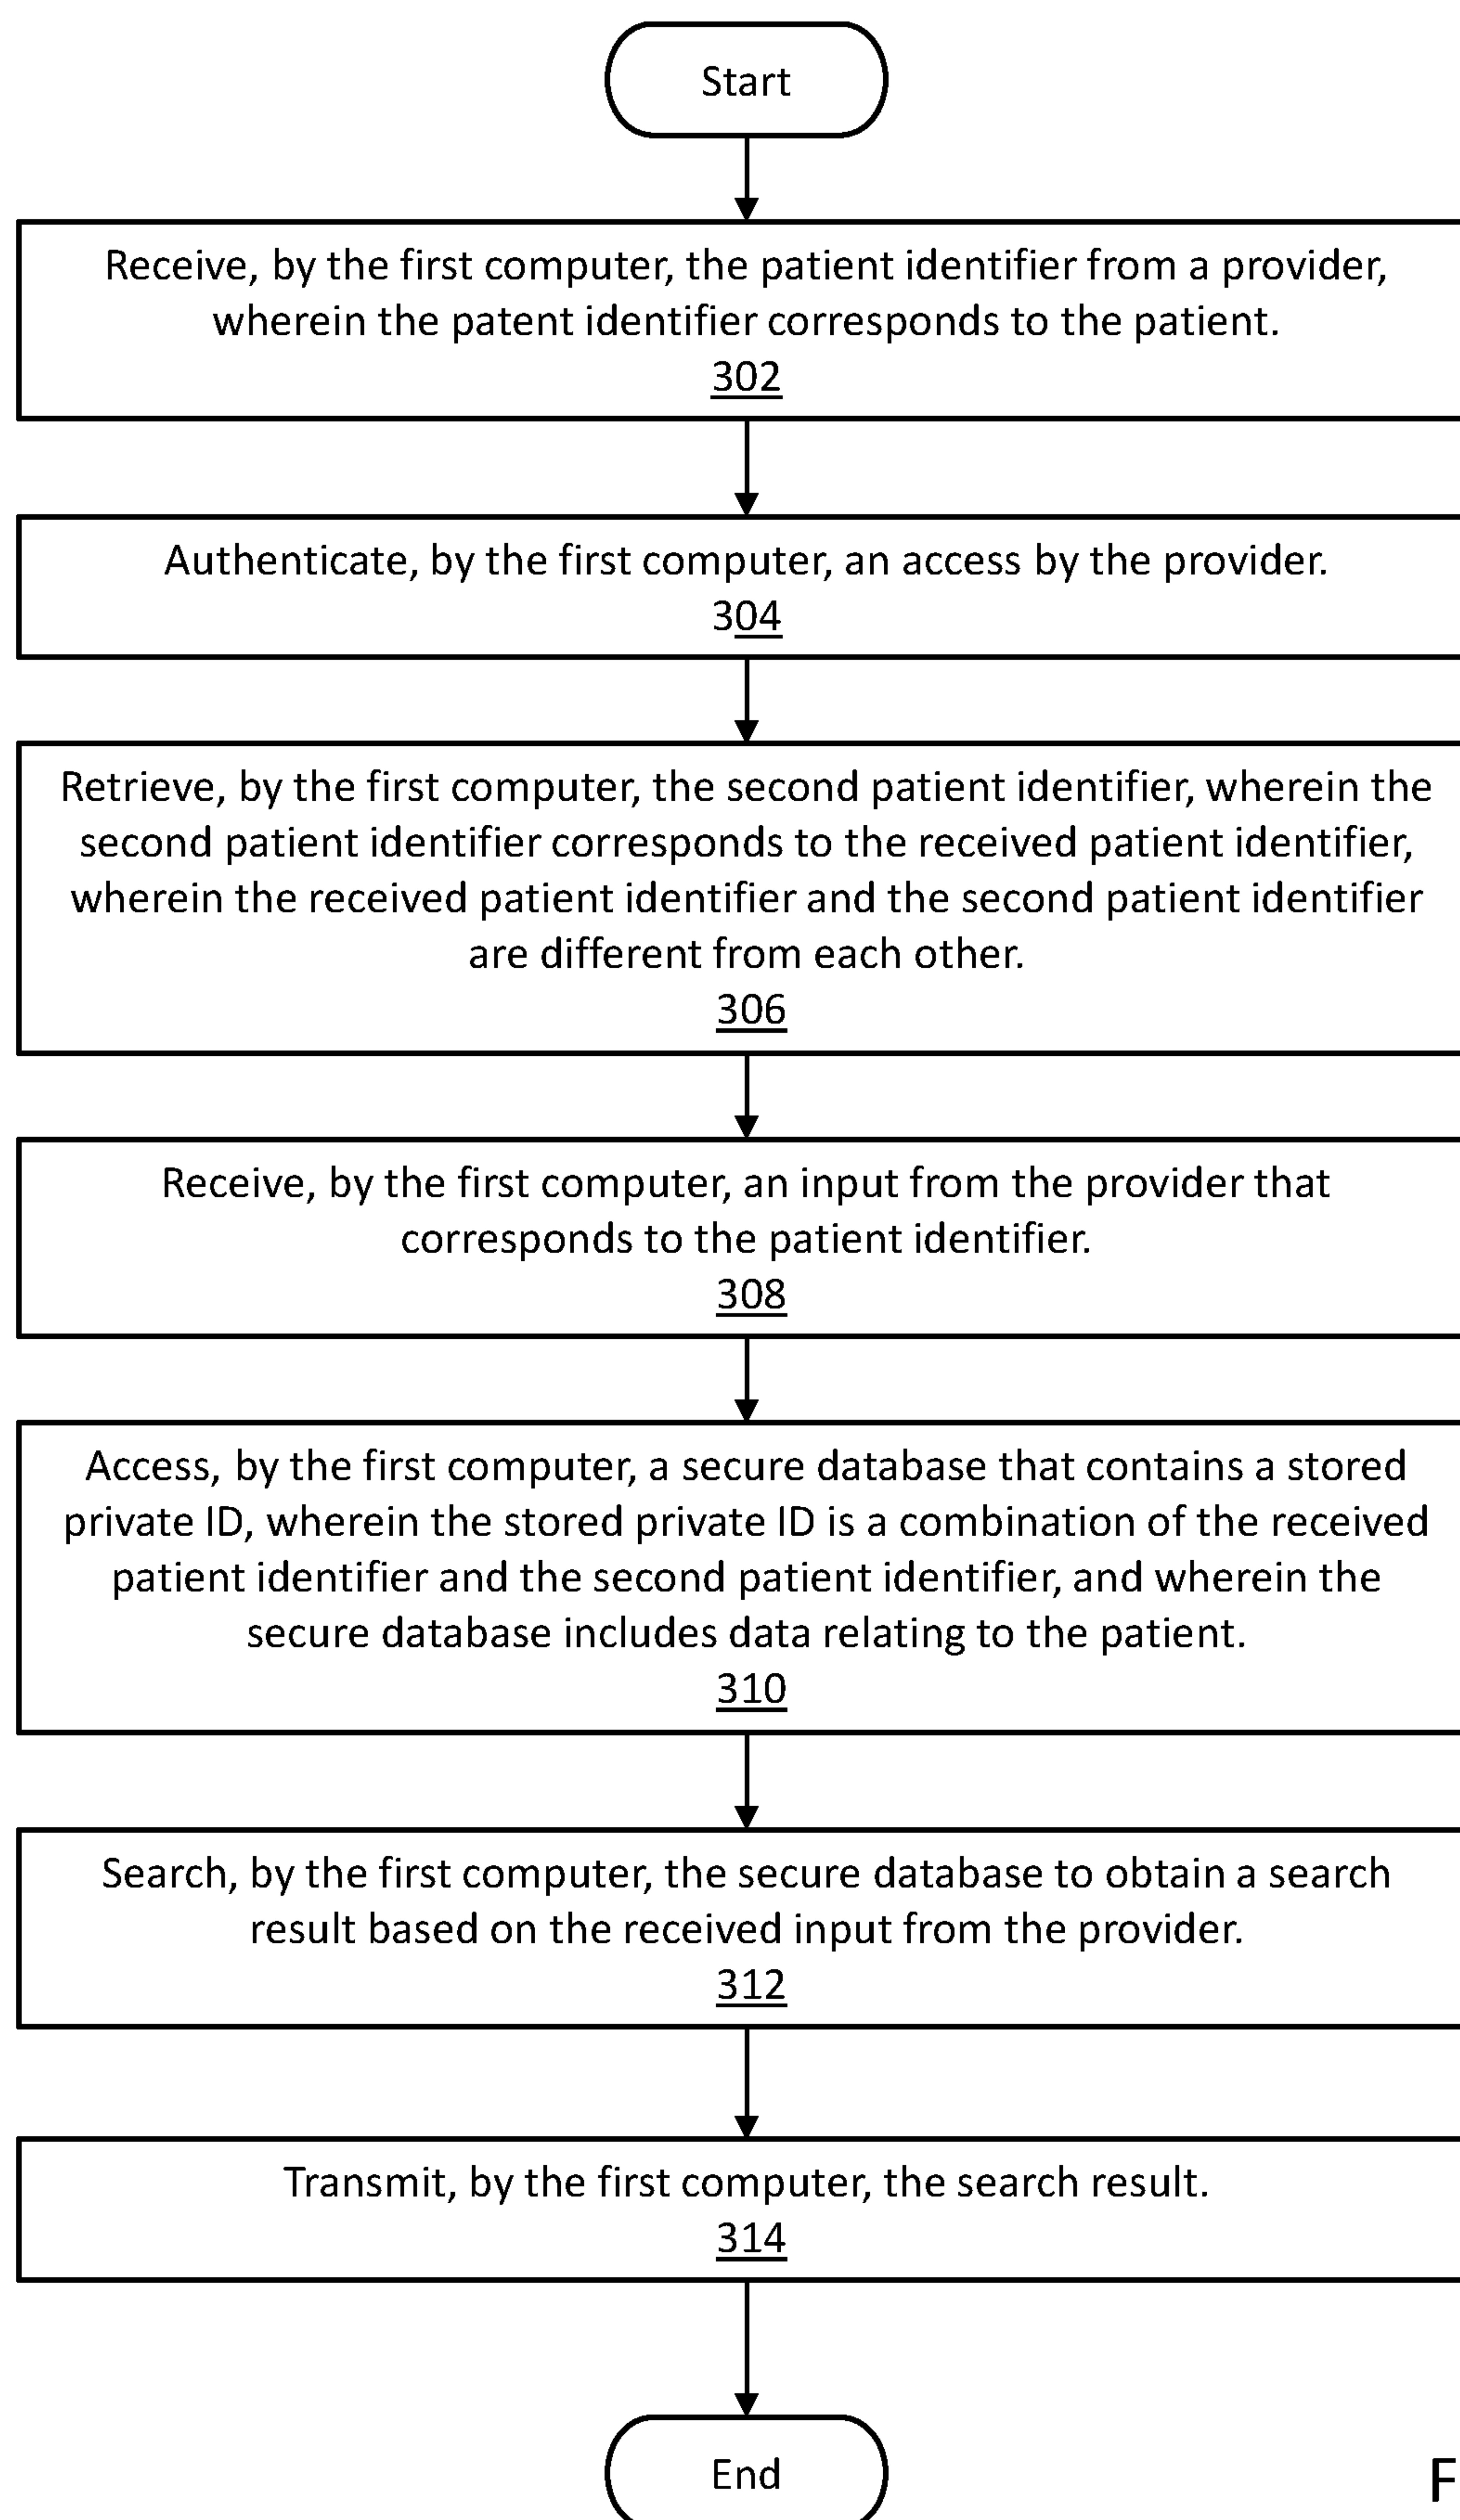 Start
Receive, by the first computer, the patient identifier from a provider,
wherein the patent identifier corresponds to the patient.
302
Authenticate, by the first computer, an access by the provider.
304
Retrieve, by the first computer, the second patient identifier, wherein the
second patient identifier corresponds to the received patient identifier,
wherein the received patient identifier and the second patient identifier
are different from each other.
306
Receive, by the first computer, an input from the provider that
corresponds to the patient identifier.
308
Access, by the first computer, a secure database that contains a stored
private ID, wherein the stored private ID is a combination of the received
patient identifier and the second patient identifier, and wherein the
secure database includes data relating to the patient.
310
Search, by the first computer, the secure database to obtain a search
result based on the received input from the provider.
312
Transmit, by the first computer, the search result.
314
End
F